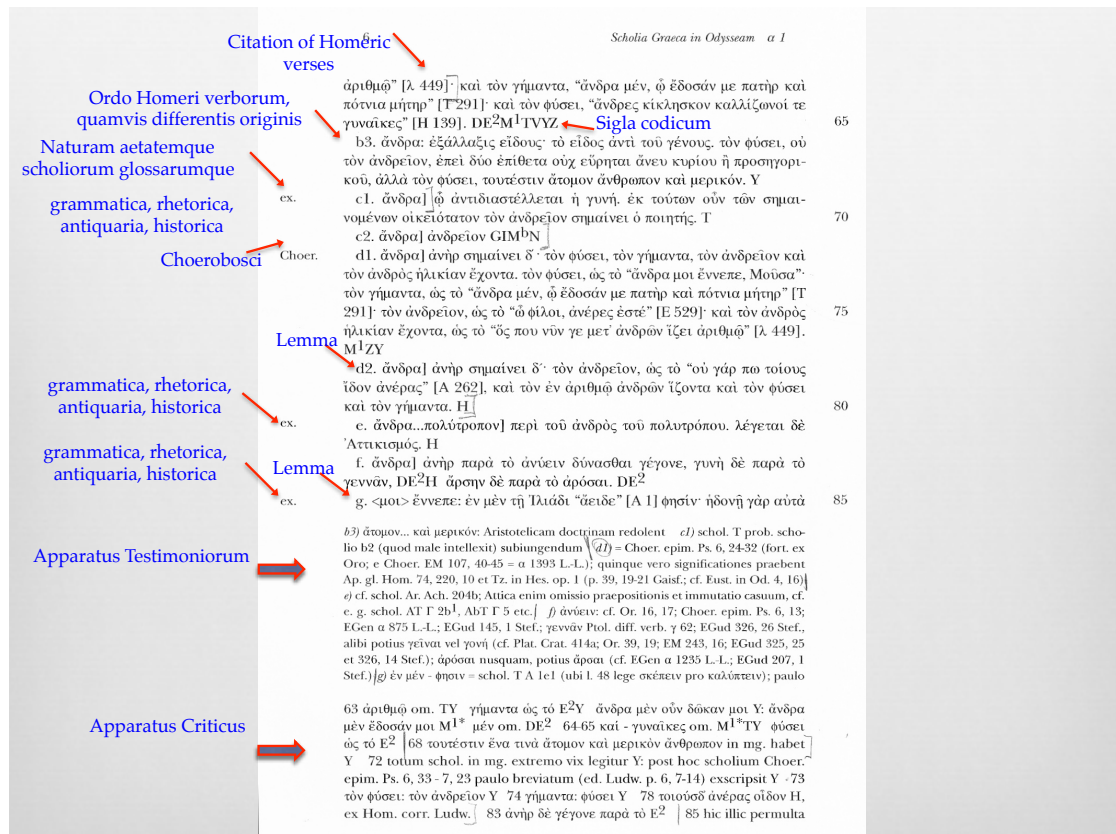 6
Scholia Graeca in Odysseam α 1
Citation of Homeric
verses
ἀριθμῷ” [λ 449]· καὶ τὸν γήμαντα, “ἄνδρα μέν, ᾧ ἔδοσάν με πατὴρ καὶ
πότνια μήτηρ” [Τ 291]· καὶ τὸν φύσει, “ἄνδρες κίκλησκον καλλίζωνοί τε
γυναῖκες” [Η 139]. DE²M¹TVYZ 65
Ordo Homeri verborum,
quamvis differentis originis
Sigla codicum
b3. ἄνδρα: ἐξάλλαξις εἴδους· τὸ εἶδος ἀντὶ τοῦ γένους. τὸν φύσει, οὐ
τὸν ἀνδρεῖον, ἐπεὶ δύο ἐπίθετα οὐχ εὕρηται ἄνευ κυρίου ἢ προσηγορι-
κοῦ, ἀλλὰ τὸν φύσει, τουτέστιν ἄτομον ἄνθρωπον καὶ μερικόν. Y
Naturam aetatemque
scholiorum glossarumque
ex. c1. ἄνδρα] ᾧ ἀντιδιαστέλλεται ἡ γυνή. ἐκ τούτων οὖν τῶν σημαι-
νομένων οἰκειότατον τὸν ἀνδρεῖον σημαίνει ὁ ποιητής. T 70
grammatica, rhetorica,
antiquaria, historica
c2. ἄνδρα] ἀνδρεῖον GIMᵇN
Choerobosci
Choer. d1. ἄνδρα] ἀνὴρ σημαίνει δ´· τὸν φύσει, τὸν γήμαντα, τὸν ἀνδρεῖον καὶ
τὸν ἀνδρὸς ἡλικίαν ἔχοντα. τὸν φύσει, ὡς τὸ “ἄνδρα μοι ἔννεπε, Μοῦσα”·
τὸν γήμαντα, ὡς τὸ “ἄνδρα μέν, ᾧ ἔδοσάν με πατὴρ καὶ πότνια μήτηρ” [Τ
291]· τὸν ἀνδρεῖον, ὡς τὸ “ὦ φίλοι, ἀνέρες ἐστέ” [Ε 529]· καὶ τὸν ἀνδρὸς 75
ἡλικίαν ἔχοντα, ὡς τὸ “ὅς που νῦν γε μετ᾽ ἀνδρῶν ἵζει ἀριθμῷ” [λ 449].
M¹ZY
Lemma
d2. ἄνδρα] ἀνὴρ σημαίνει δ´· τὸν ἀνδρεῖον, ὡς τὸ “οὐ γάρ πω τοίους
ἴδον ἀνέρας” [Α 262], καὶ τὸν ἐν ἀριθμῷ ἀνδρῶν ἵζοντα καὶ τὸν φύσει
καὶ τὸν γήμαντα. H 80
grammatica, rhetorica,
antiquaria, historica
ex. e. ἄνδρα...πολύτροπον] περὶ τοῦ ἀνδρὸς τοῦ πολυτρόπου. λέγεται δὲ
Ἀττικισμός. H
grammatica, rhetorica,
antiquaria, historica
f. ἄνδρα] ἀνὴρ παρὰ τὸ ἀνύειν δύνασθαι γέγονε, γυνὴ δὲ παρὰ τὸ
γεννᾶν, DE²H ἄρσην δὲ παρὰ τὸ ἀρόσαι. DE²
Lemma
ex. g. <μοι> ἔννεπε: ἐν μὲν τῇ Ἰλιάδι “ἄειδε” [Α 1] φησίν· ἡδονῇ γὰρ αὐτὰ 85
Apparatus Testimoniorum
b3) ἄτομον... καὶ μερικόν: Aristotelicam doctrinam redolent c1) schol. T prob. scho-
lio b2 (quod male intellexit) subiungendum d1) = Choer. epim. Ps. 6, 24-32 (fort. ex
Oro; e Choer. EM 107, 40-45 = α 1393 L.-L.); quinque vero significationes praebent
Ap. gl. Hom. 74, 220, 10 et Tz. in Hes. op. 1 (p. 39, 19-21 Gaisf.; cf. Eust. in Od. 4, 16)
e) cf. schol. Ar. Ach. 204b; Attica enim omissio praepositionis et immutatio casuum, cf.
e. g. schol. AT Γ 2b¹, AbT Γ 5 etc. f) ἀνύειν: cf. Or. 16, 17; Choer. epim. Ps. 6, 13;
EGen α 875 L.-L.; EGud 145, 1 Stef.; γεννᾶν Ptol. diff. verb. γ 62; EGud 326, 26 Stef.,
alibi potius γεῖναι vel γονή (cf. Plat. Crat. 414a; Or. 39, 19; EM 243, 16; EGud 325, 25
et 326, 14 Stef.); ἀρόσαι nusquam, potius ἄρσαι (cf. EGen α 1235 L.-L.; EGud 207, 1
Stef.) g) ἐν μέν - φησιν = schol. T A 1e1 (ubi l. 48 lege σκέπειν pro καλύπτειν); paulo
Apparatus Criticus
63 ἀριθμῷ om. TY γήμαντα ὡς τό E²Y ἄνδρα μὲν οὖν δῶκαν μοι Y: ἄνδρα
μὲν ἔδοσάν μοι M¹* μέν om. DE² 64-65 καί - γυναῖκες om. M¹*TY φύσει
ὡς τό E² 68 τουτέστιν ἕνα τινὰ ἄτομον καὶ μερικὸν ἄνθρωπον in mg. habet
Y 72 totum schol. in mg. extremo vix legitur Y: post hoc scholium Choer.
epim. Ps. 6, 33 - 7, 23 paulo breviatum (ed. Ludw. p. 6, 7-14) exscripsit Y 73
τὸν φύσει: τὸν ἀνδρεῖον Y 74 γήμαντα: φύσει Y 78 τοιούσδ᾽ ἀνέρας οἶδον H,
ex Hom. corr. Ludw. 83 ἀνὴρ δὲ γέγονε παρὰ τὸ E² 85 hic illic permulta